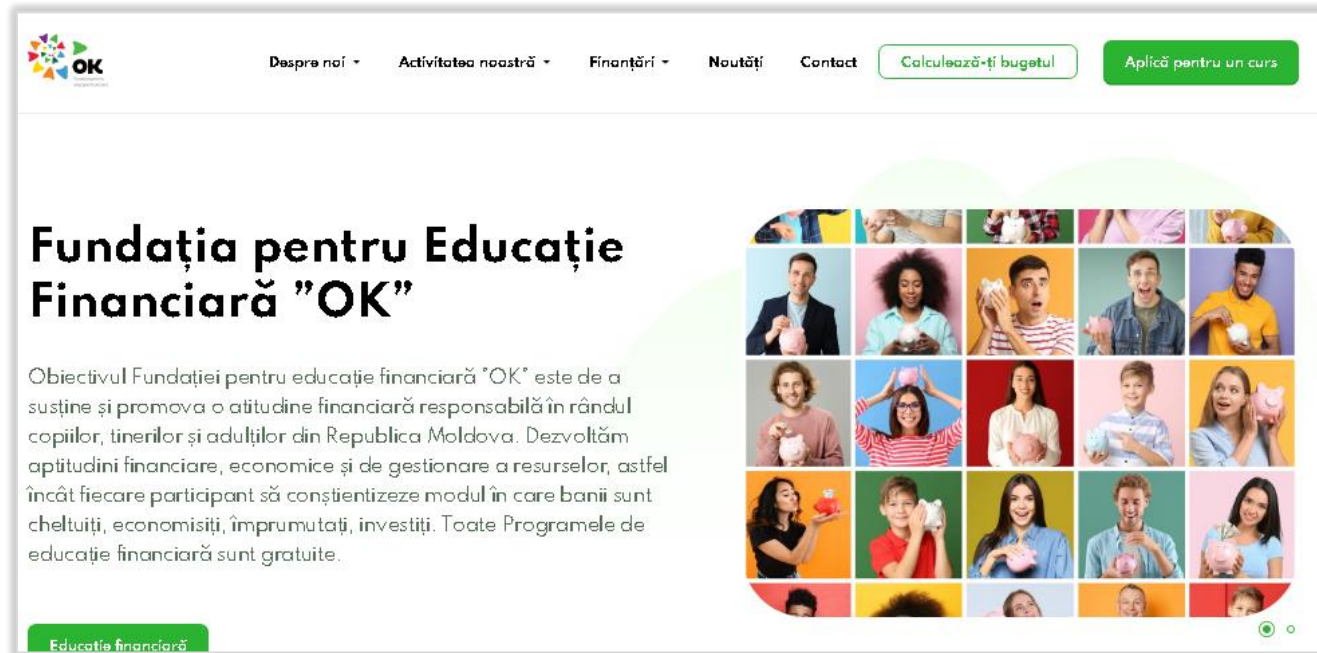 OK
Despre noi
Activitatea noastră
Finanțări
Noutăți
Contact
Calculează-ți bugetul
Aplică pentru un curs
Fundația pentru Educație
Financiară ”OK”
Obiectivul Fundației pentru educație financiară "OK" este de a
susține și promova o atitudine financiară responsabilă în rândul
copiilor, tinerilor și adulților din Republica Moldova. Dezvoltăm
aptitudini financiare, economice și de gestionare a resurselor, astfel
încât fiecare participant să conștientizeze modul în care banii sunt
cheltuiți, economisiți, împrumutați, investiți. Toate Programele de
educație financiară sunt gratuite.
Educație financiară